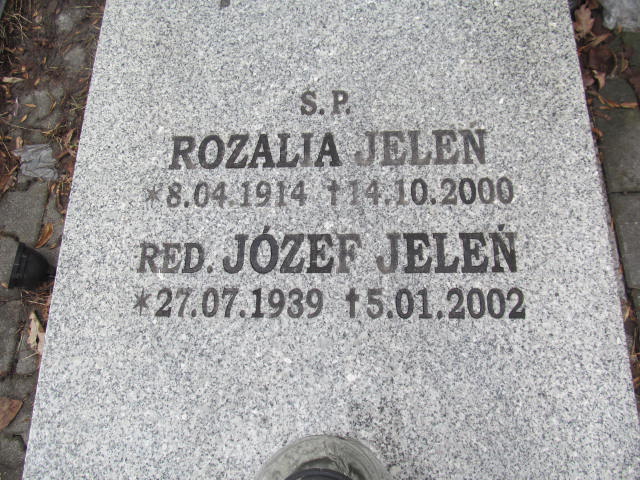 Ś.P.
ROZALIA JELEŃ
*8.04.1914 †14.10.2000
RED. JÓZEF JELEŃ
*27.07.1939 †5.01.2002